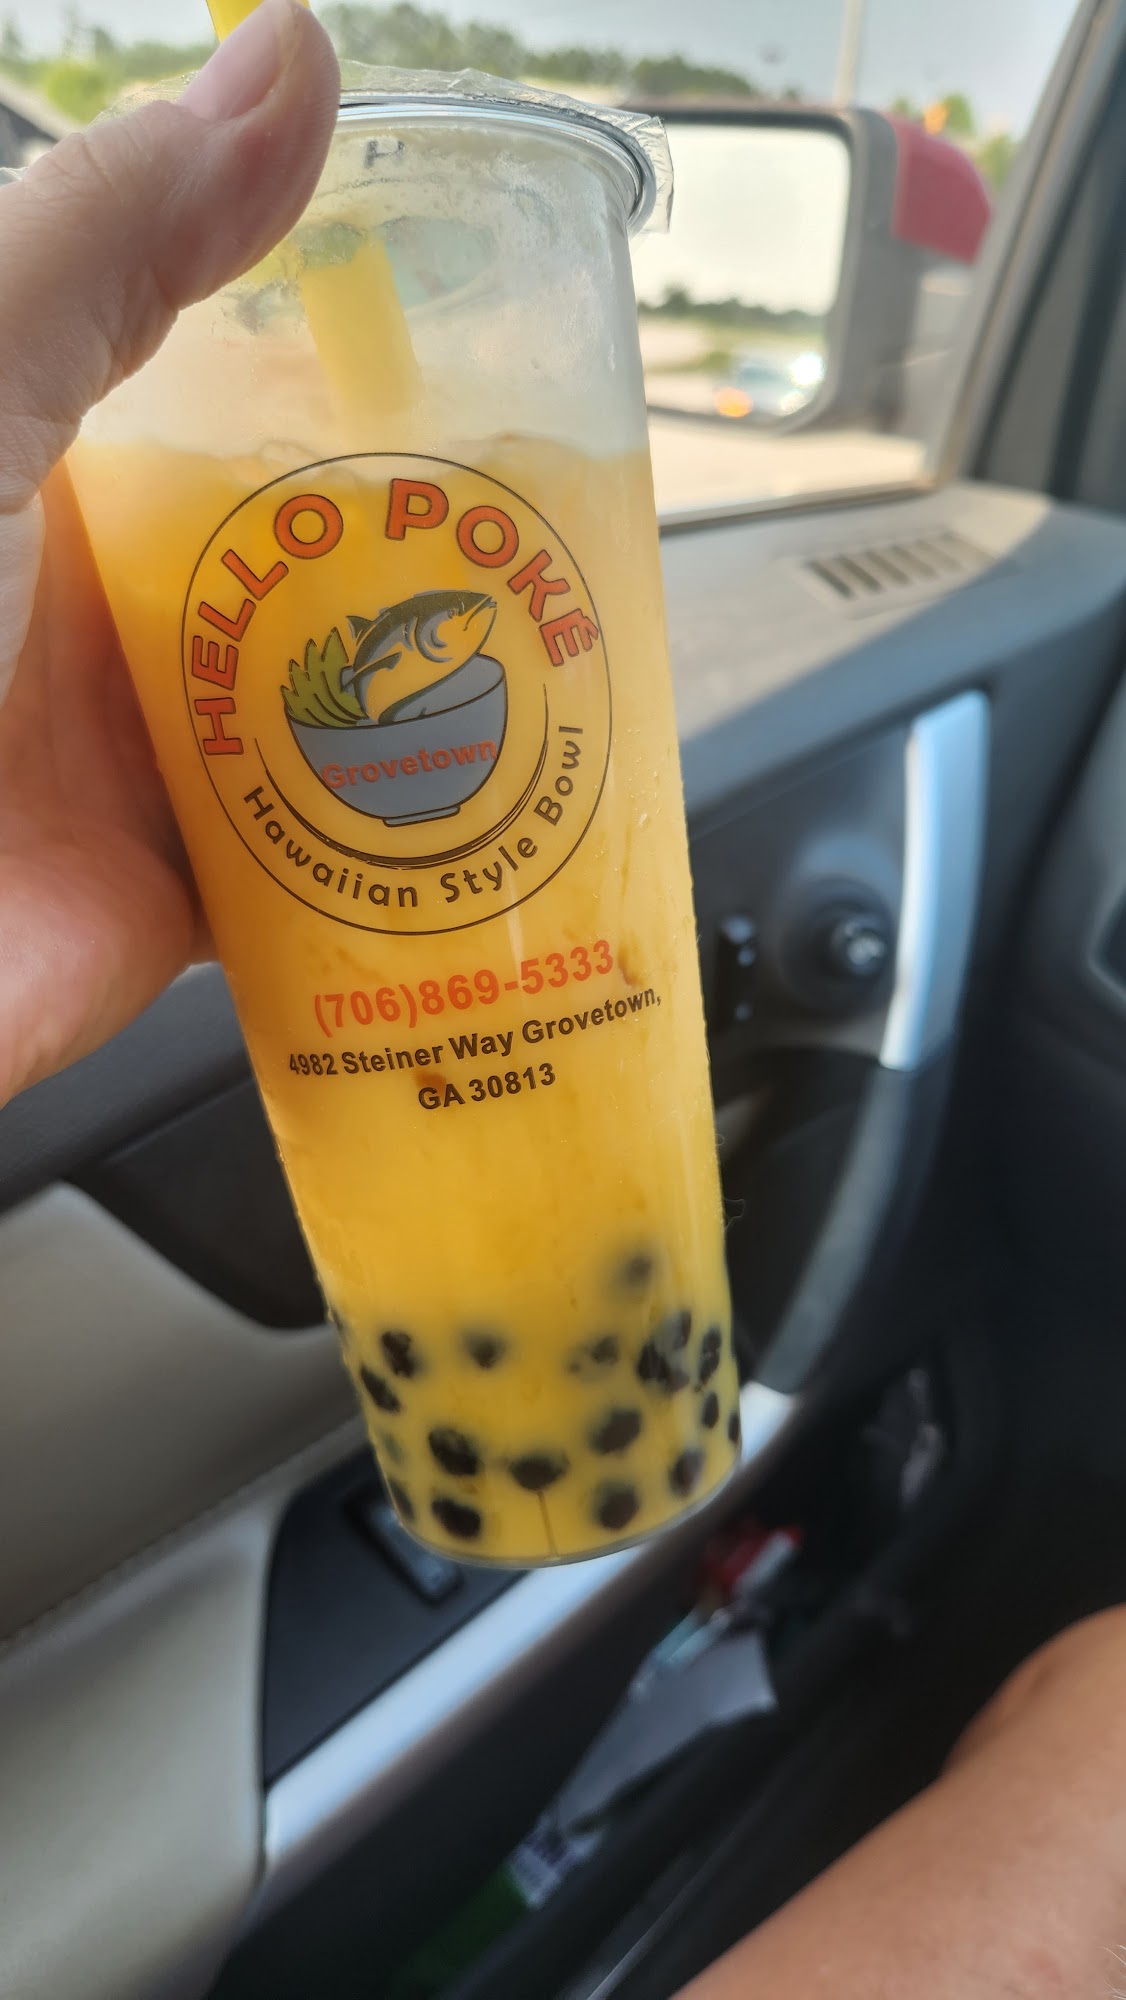 HELLO POKÉ
Grovetown
Hawaiian Style Bowl
(706)869-5333
4982 Steiner Way Grovetown,
GA 30813